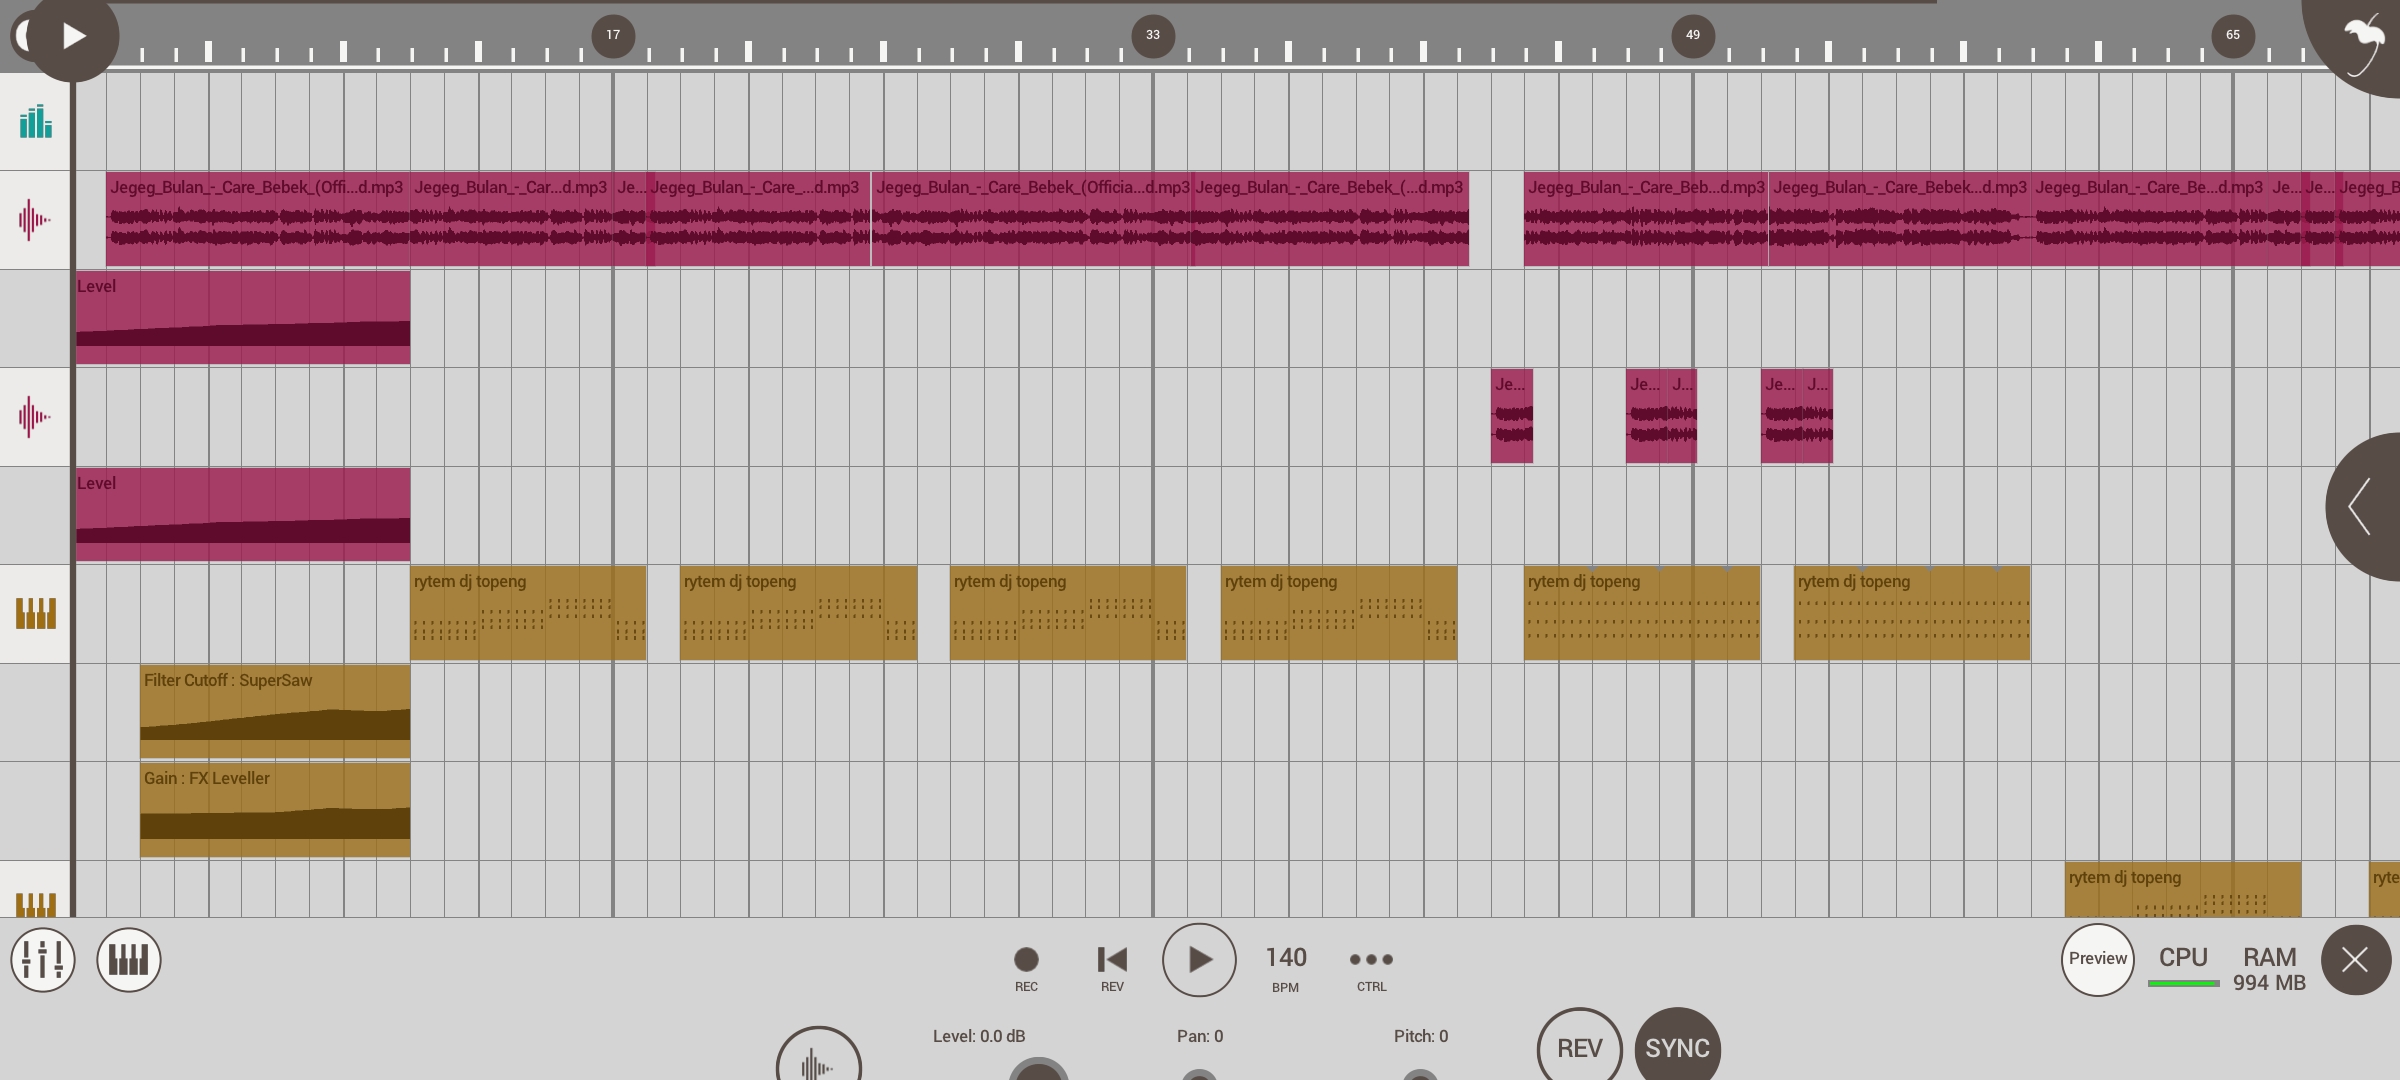 17 33 49 65
Jegeg_Bulan_-_Care_Bebek_(Offi...d.mp3 Jegeg_Bulan_-_Car...d.mp3 Je... Jegeg_Bulan_-_Care_...d.mp3 Jegeg_Bulan_-_Care_Bebek_(Officia...d.mp3 Jegeg_Bulan_-_Care_Bebek_(...d.mp3 Jegeg_Bulan_-_Care_Beb...d.mp3 Jegeg_Bulan_-_Care_Bebek...d.mp3 Jegeg_Bulan_-_Care_Be...d.mp3 Je... Je... Jegeg_B
Level
Je... Je... J... Je... J...
Level
rytem dj topeng rytem dj topeng rytem dj topeng rytem dj topeng rytem dj topeng rytem dj topeng
Filter Cutoff : SuperSaw
Gain : FX Leveller
rytem dj topeng ryte
140 Preview CPU RAM
REC REV BPM CTRL 994 MB
Level: 0.0 dB Pan: 0 Pitch: 0 REV SYNC